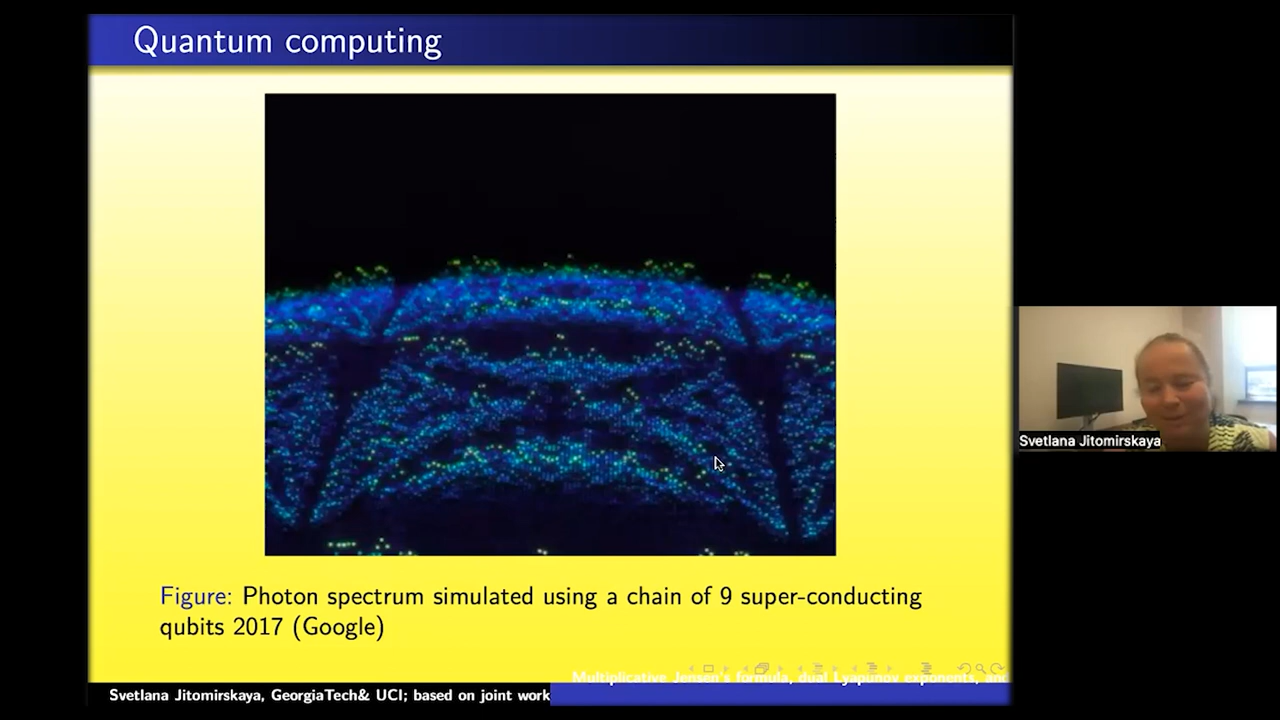 Quantum computing
Figure: Photon spectrum simulated using a chain of 9 super-conducting
qubits 2017 (Google)
Svetlana Jitomirskaya
Multiplicative Jensen's formula, dual Lyapunov exponents, and
Svetlana Jitomirskaya, GeorgiaTech& UCI; based on joint work